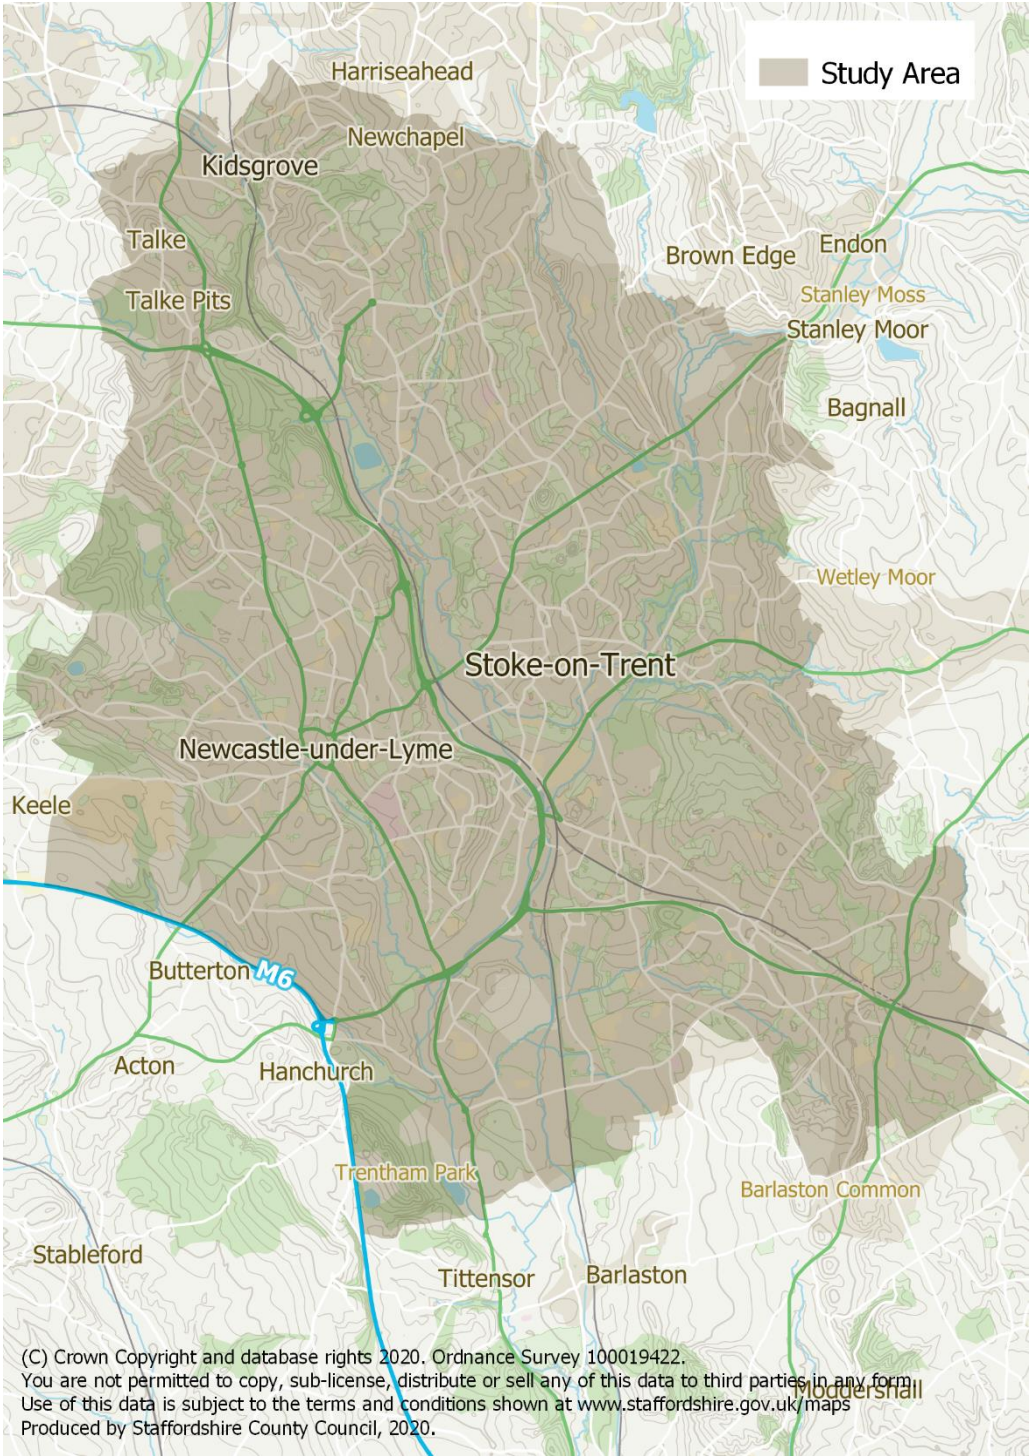 Harriseahead
Study Area
Newchapel
Kidsgrove
Talke
Brown Edge
Endon
Talke Pits
Stanley Moss
Stanley Moor
Bagnall
Wetley Moor
Stoke-on-Trent
Newcastle-under-Lyme
Keele
Butterton
M6
Acton
Hanchurch
Trentham Park
Barlaston Common
Stableford
Tittensor
Barlaston
(C) Crown Copyright and database rights 2020. Ordnance Survey 100019422.
You are not permitted to copy, sub-license, distribute or sell any of this data to third parties in any form.
Moddershall
Use of this data is subject to the terms and conditions shown at www.staffordshire.gov.uk/maps
Produced by Staffordshire County Council, 2020.